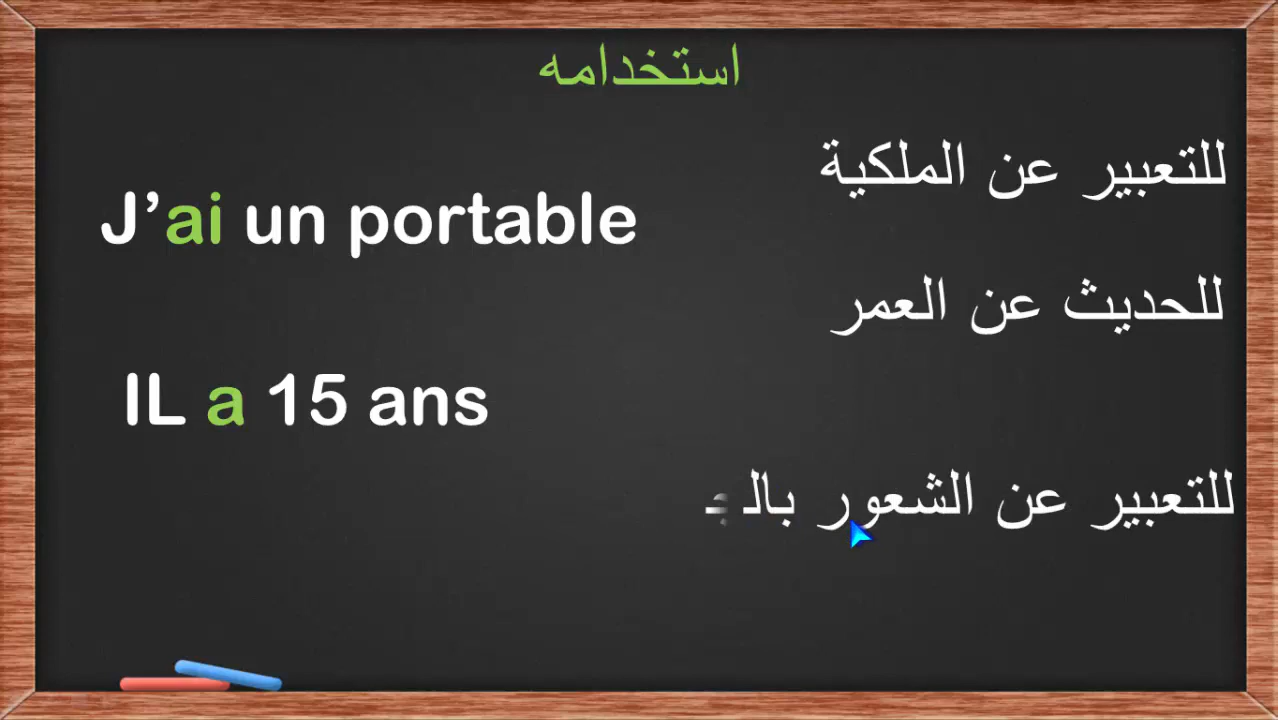 استخدامه
للتعبير عن الملكية
J’ai un portable
للحديث عن العمر
IL a 15 ans
للتعبير عن الشعور